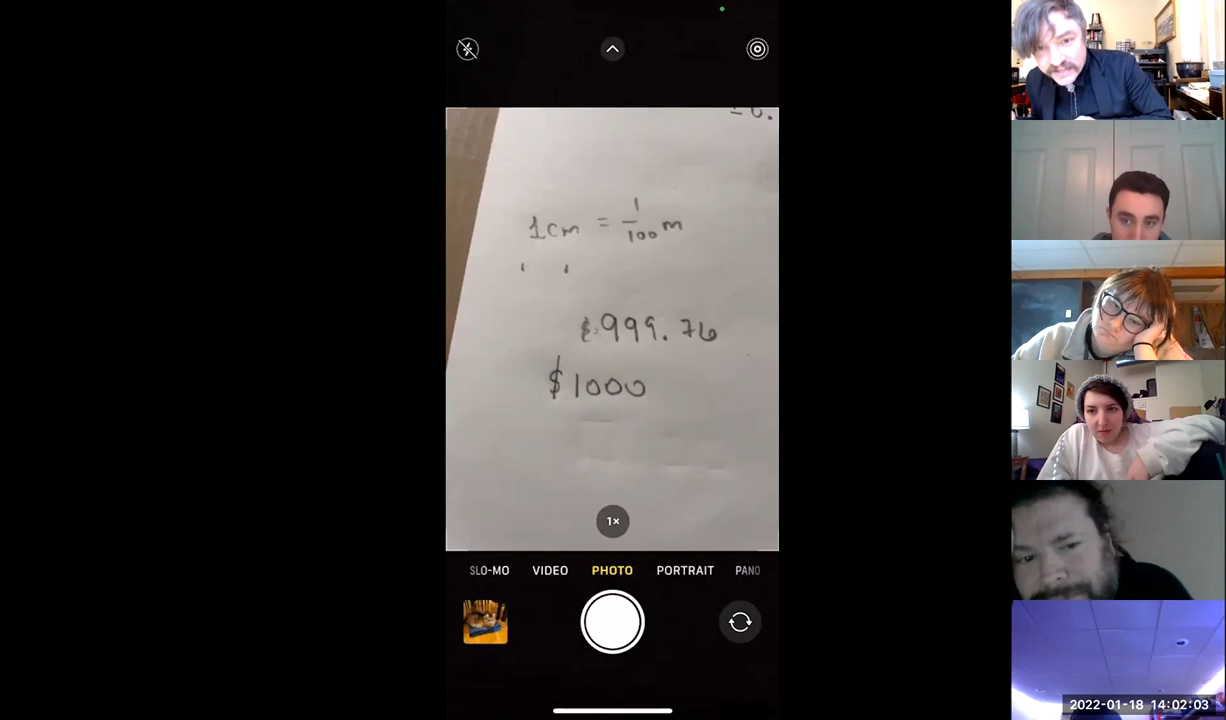 1cm = 1/100 m
999.76
$1000
1×
SLO-MO VIDEO PHOTO PORTRAIT PANO
2022-01-18 14:02:03